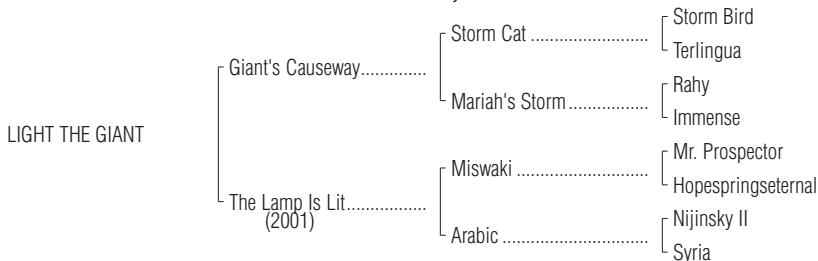 Storm Bird
Storm Cat ........................
Terlingua
Giant's Causeway..............
Rahy
Mariah's Storm................
Immense
LIGHT THE GIANT
Mr. Prospector
Miswaki ...........................
Hopespringseternal
The Lamp Is Lit.................
(2001)
Nijinsky II
Arabic ..............................
Syria